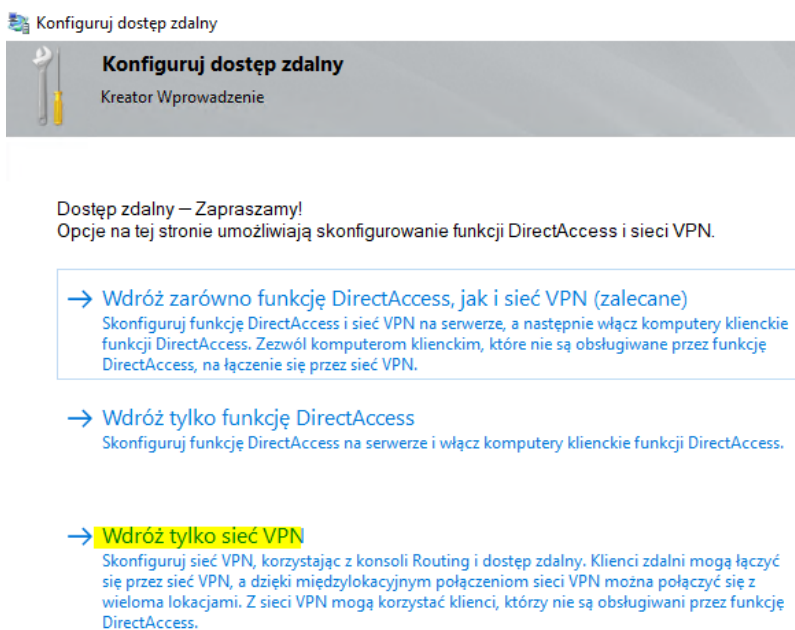 Konfiguruj dostęp zdalny
Konfiguruj dostęp zdalny
Kreator Wprowadzenie
Dostęp zdalny — Zapraszamy!
Opcje na tej stronie umożliwiają skonfigurowanie funkcji DirectAccess i sieci VPN.
Wdróż zarówno funkcję DirectAccess, jak i sieć VPN (zalecane)
Skonfiguruj funkcję DirectAccess i sieć VPN na serwerze, a następnie włącz komputery klienckie
funkcji DirectAccess. Zezwól komputerom klienckim, które nie są obsługiwane przez funkcję
DirectAccess, na łączenie się przez sieć VPN.
Wdróż tylko funkcję DirectAccess
Skonfiguruj funkcję DirectAccess na serwerze i włącz komputery klienckie funkcji DirectAccess.
Wdróż tylko sieć VPN
Skonfiguruj sieć VPN, korzystając z konsoli Routing i dostęp zdalny. Klienci zdalni mogą łączyć
się przez sieć VPN, a dzięki międzylokacyjnym połączeniom sieci VPN można połączyć się z
wieloma lokacjami. Z sieci VPN mogą korzystać klienci, którzy nie są obsługiwani przez funkcję
DirectAccess.